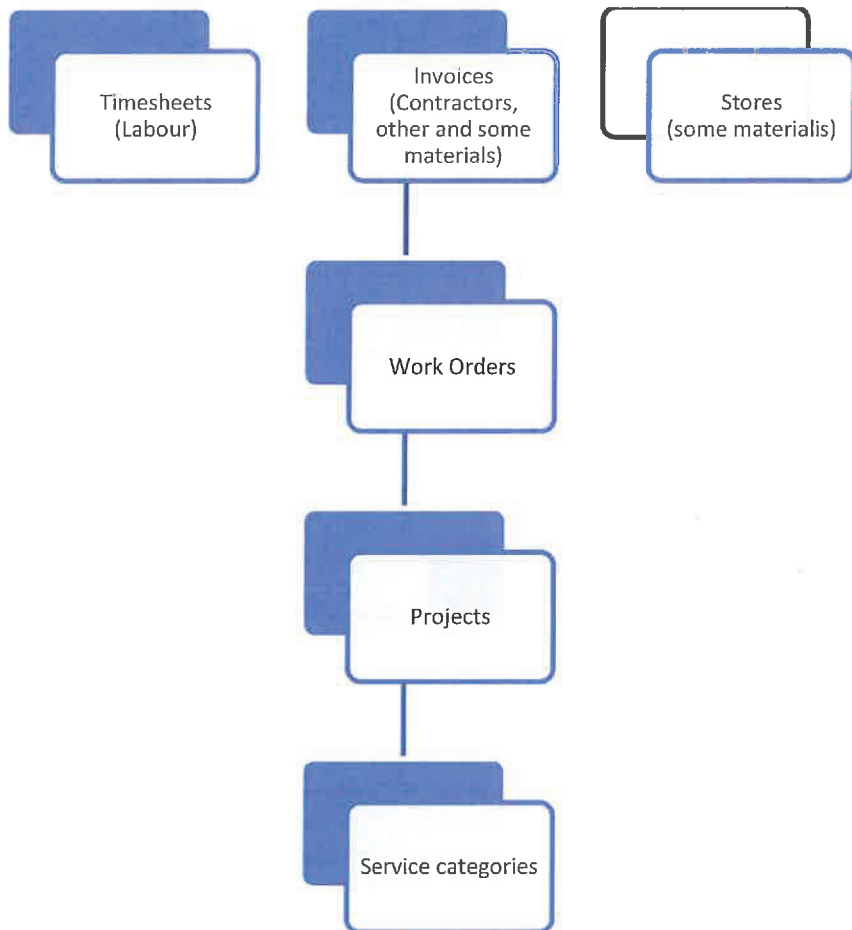 Timesheets
(Labour)
Invoices
(Contractors,
other and some
materials)
Stores
(some materialis)
Work Orders
Projects
Service categories